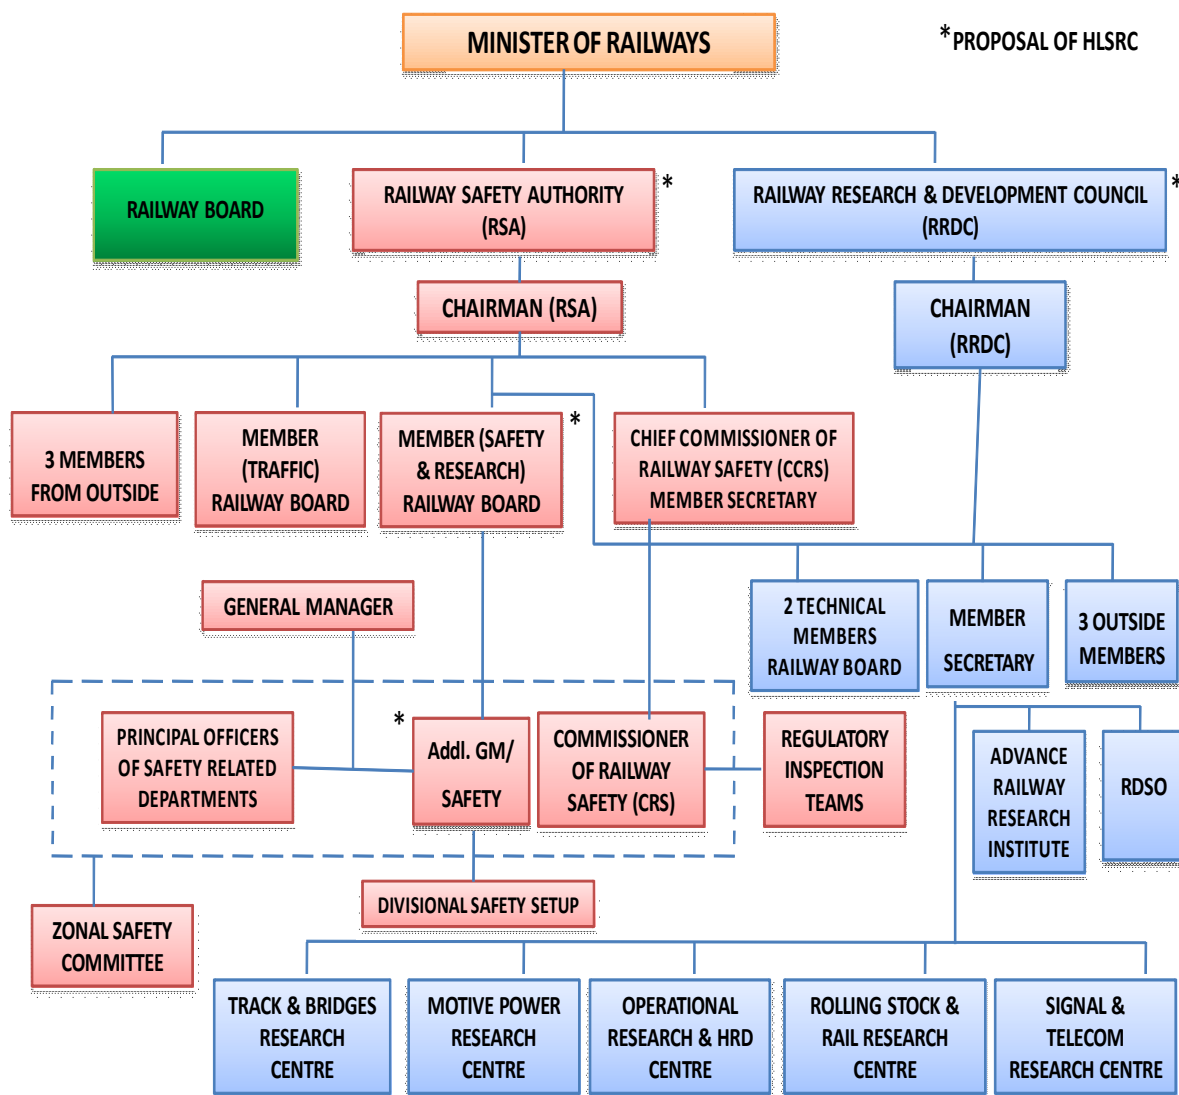 MINISTER OF RAILWAYS
*PROPOSAL OF HLSRC
RAILWAY BOARD
RAILWAY SAFETY AUTHORITY
(RSA)
*
RAILWAY RESEARCH & DEVELOPMENT COUNCIL
(RRDC)
*
CHAIRMAN (RSA)
CHAIRMAN
(RRDC)
3 MEMBERS
FROM OUTSIDE
MEMBER
(TRAFFIC)
RAILWAY BOARD
MEMBER (SAFETY
& RESEARCH)
RAILWAY BOARD
*
CHIEF COMMISSIONER OF
RAILWAY SAFETY (CCRS)
MEMBER SECRETARY
GENERAL MANAGER
2 TECHNICAL
MEMBERS
RAILWAY BOARD
MEMBER
SECRETARY
3 OUTSIDE
MEMBERS
PRINCIPAL OFFICERS
OF SAFETY RELATED
DEPARTMENTS
*
Addl. GM/
SAFETY
COMMISSIONER
OF RAILWAY
SAFETY (CRS)
REGULATORY
INSPECTION
TEAMS
ADVANCE
RAILWAY
RESEARCH
INSTITUTE
RDSO
DIVISIONAL SAFETY SETUP
ZONAL SAFETY
COMMITTEE
TRACK & BRIDGES
RESEARCH
CENTRE
MOTIVE POWER
RESEARCH
CENTRE
OPERATIONAL
RESEARCH & HRD
CENTRE
ROLLING STOCK &
RAIL RESEARCH
CENTRE
SIGNAL &
TELECOM
RESEARCH CENTRE